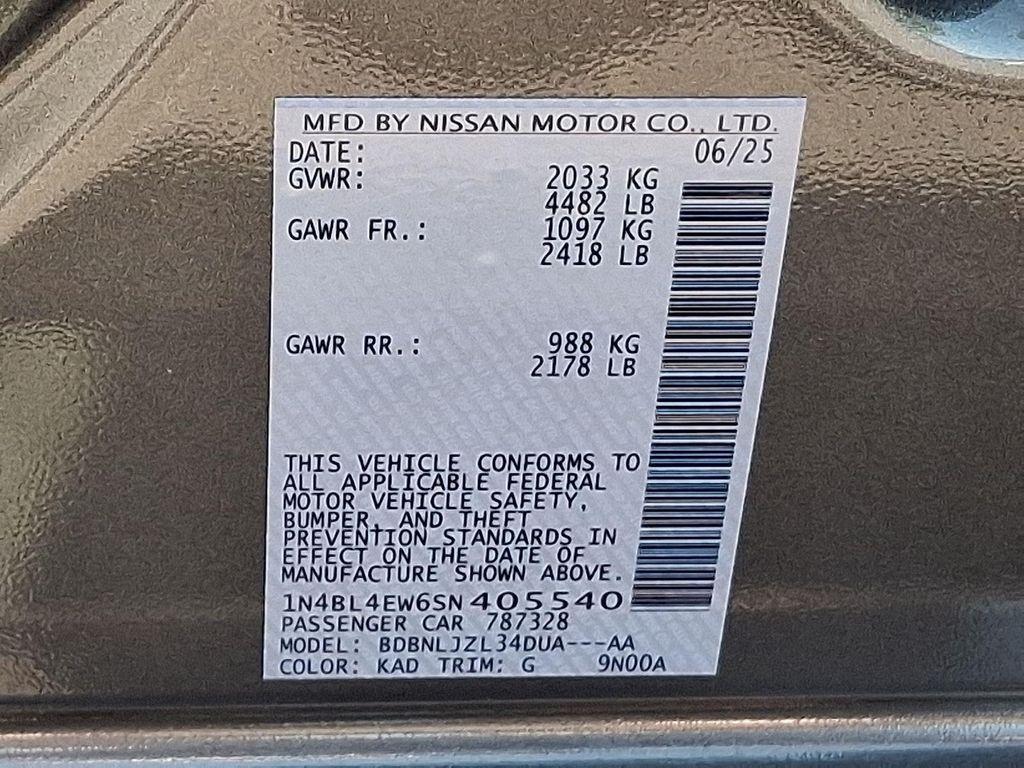 MFD BY NISSAN MOTOR CO., LTD.
DATE: 06/25
GVWR: 2033 KG
4482 LB
GAWR FR.: 1097 KG
2418 LB
GAWR RR.: 988 KG
2178 LB
THIS VEHICLE CONFORMS TO
ALL APPLICABLE FEDERAL
MOTOR VEHICLE SAFETY,
BUMPER, AND THEFT
PREVENTION STANDARDS IN
EFFECT ON THE DATE OF
MANUFACTURE SHOWN ABOVE.
1N4BL4EW6SN405540
PASSENGER CAR 787328
MODEL: BDBNLJZL34DUA---AA
COLOR: KAD TRIM: G 9N00A